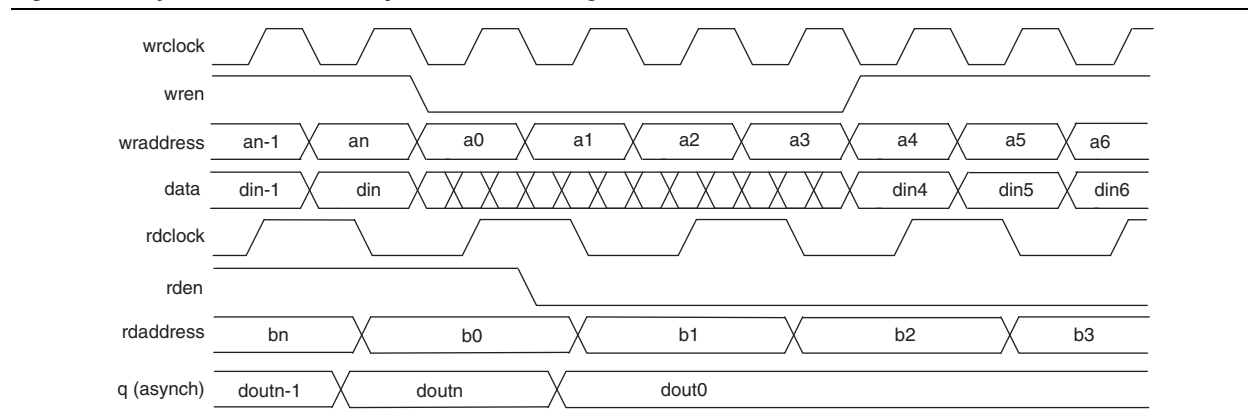 wrclock
wren
wraddress an-1 an a0 a1 a2 a3 a4 a5 a6
data din-1 din din4 din5 din6
rdclock
rden
rdaddress bn b0 b1 b2 b3
q (asynch) doutn-1 doutn dout0